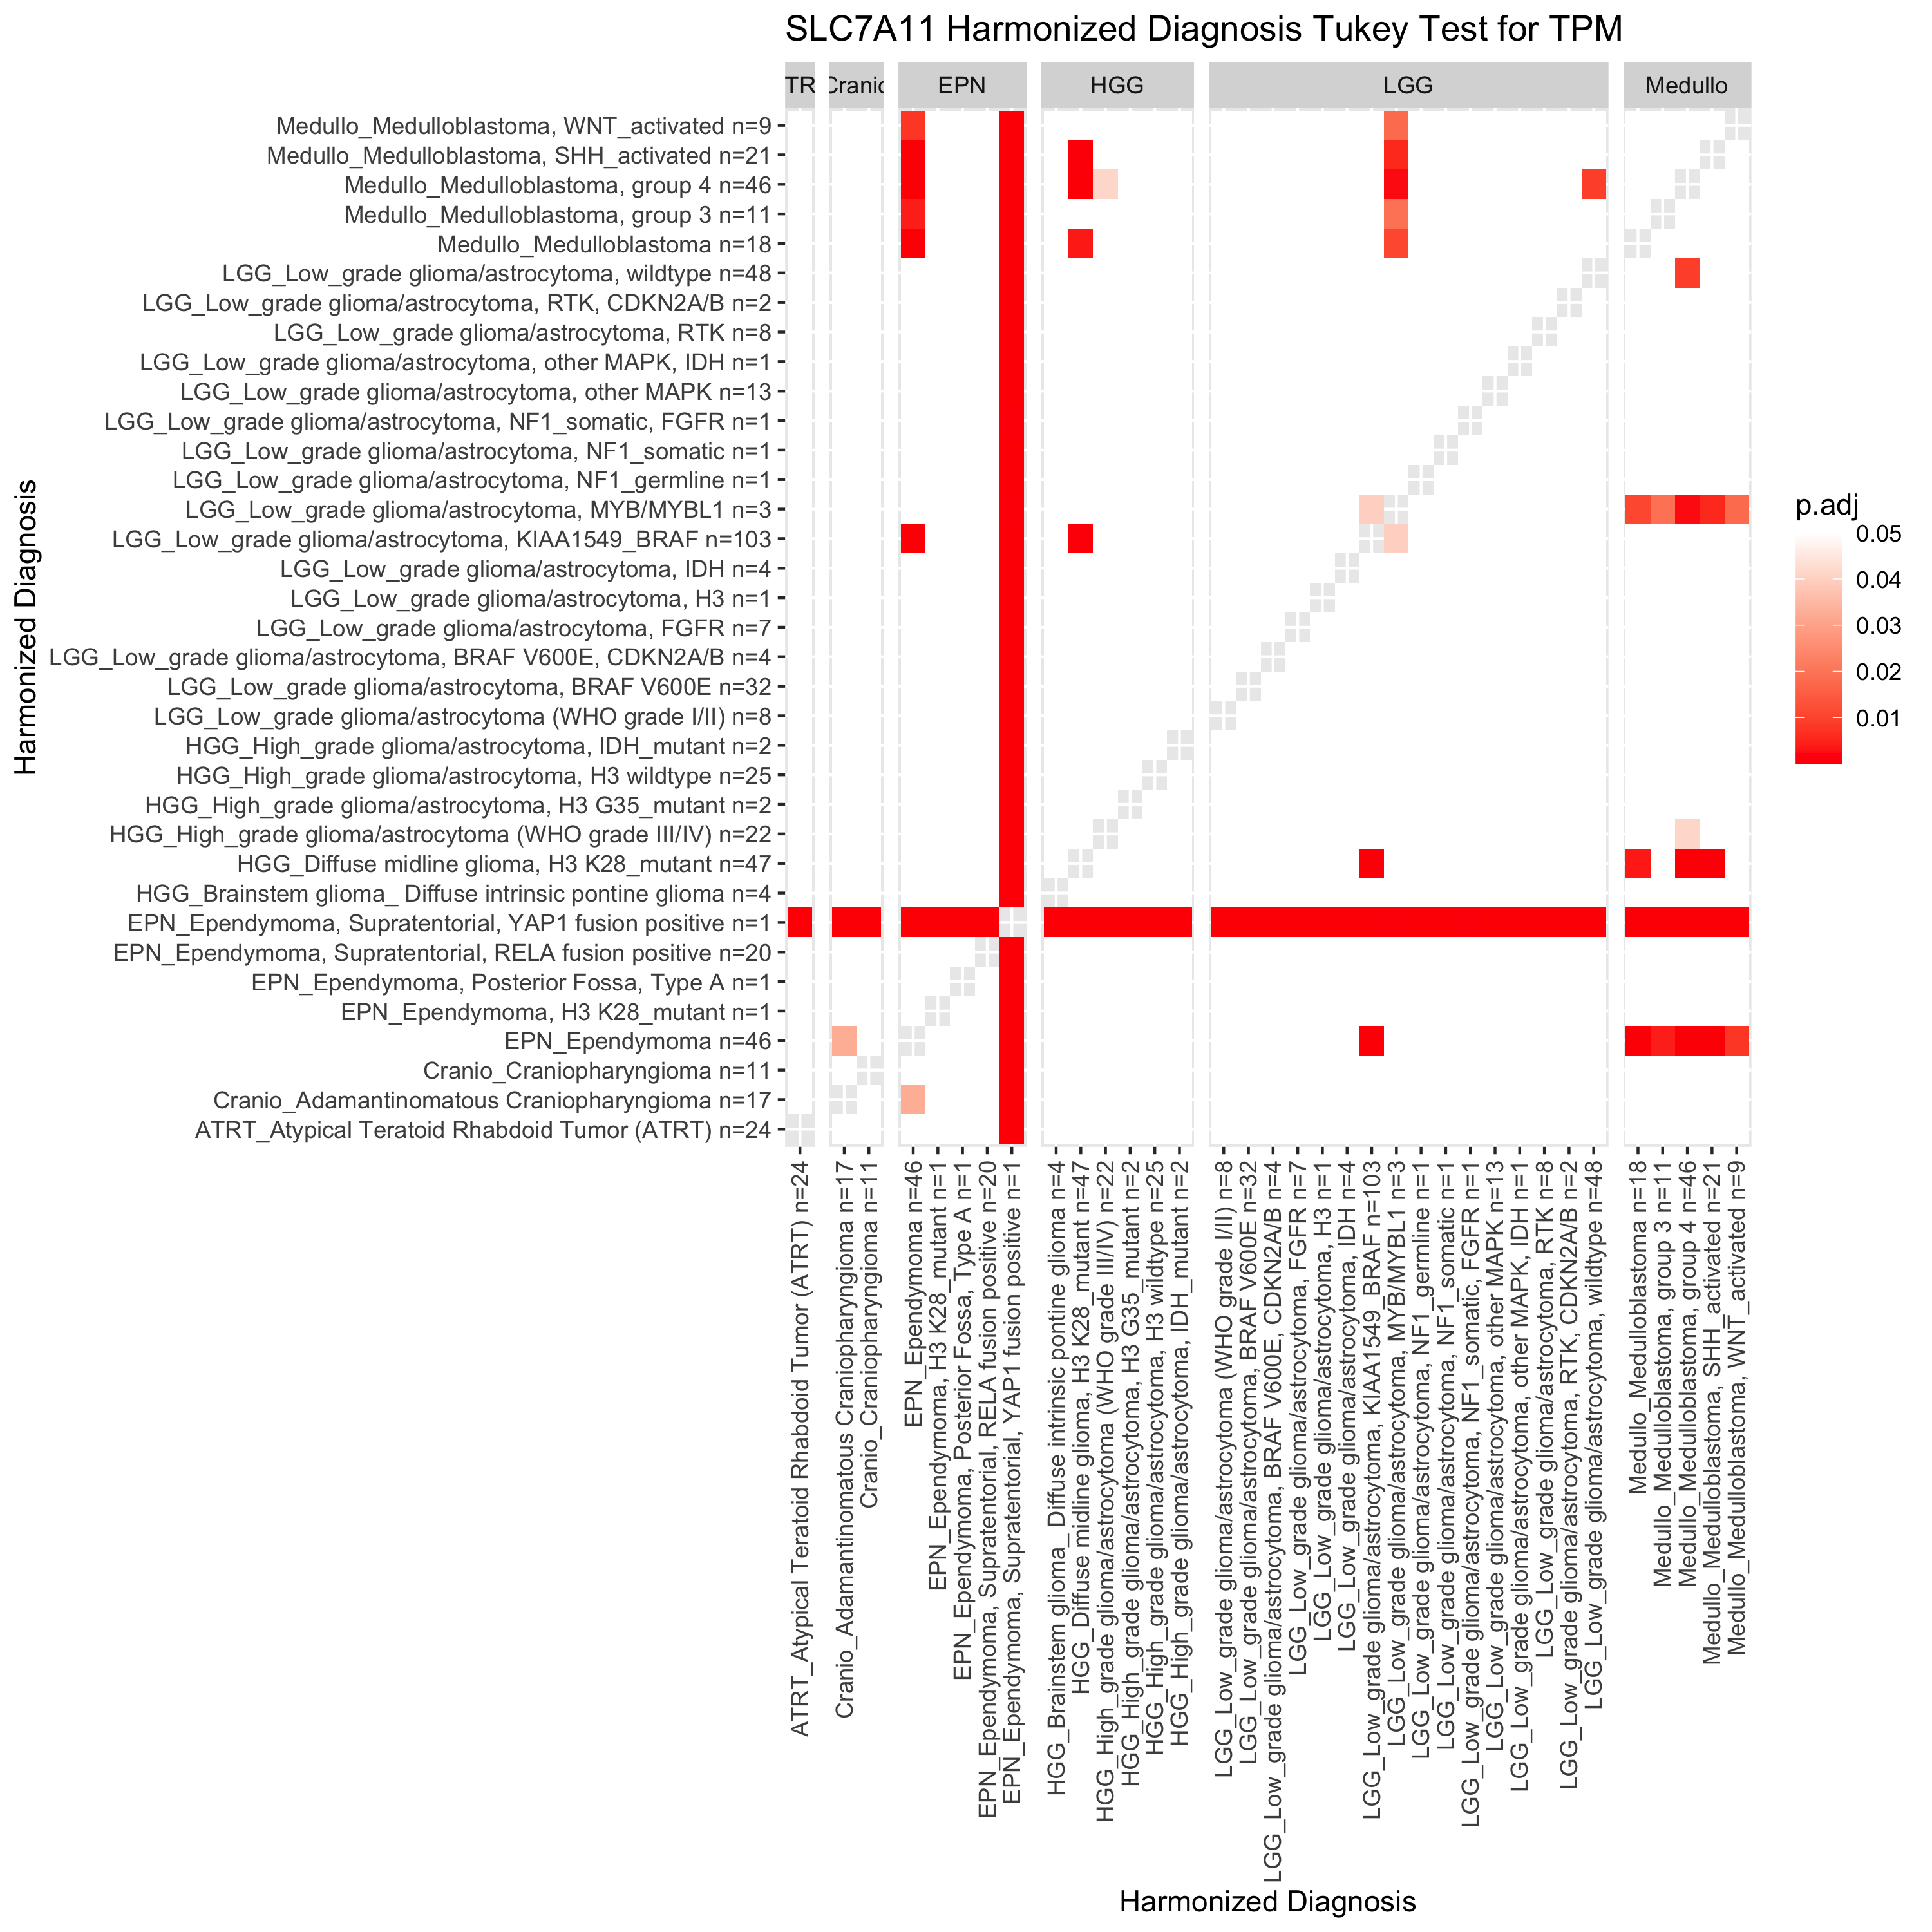 SLC7A11 Harmonized Diagnosis Tukey Test for TPM
TR
Cranio
EPN
HGG
LGG
Medullo
Harmonized Diagnosis
Medullo_Medulloblastoma, WNT_activated n=9
Medullo_Medulloblastoma, SHH_activated n=21
Medullo_Medulloblastoma, group 4 n=46
Medullo_Medulloblastoma, group 3 n=11
Medullo_Medulloblastoma n=18
LGG_Low_grade glioma/astrocytoma, wildtype n=48
LGG_Low_grade glioma/astrocytoma, RTK, CDKN2A/B n=2
LGG_Low_grade glioma/astrocytoma, RTK n=8
LGG_Low_grade glioma/astrocytoma, other MAPK, IDH n=1
LGG_Low_grade glioma/astrocytoma, other MAPK n=13
LGG_Low_grade glioma/astrocytoma, NF1_somatic, FGFR n=1
LGG_Low_grade glioma/astrocytoma, NF1_somatic n=1
LGG_Low_grade glioma/astrocytoma, NF1_germline n=1
LGG_Low_grade glioma/astrocytoma, MYB/MYBL1 n=3
LGG_Low_grade glioma/astrocytoma, KIAA1549_BRAF n=103
LGG_Low_grade glioma/astrocytoma, IDH n=4
LGG_Low_grade glioma/astrocytoma, H3 n=1
LGG_Low_grade glioma/astrocytoma, FGFR n=7
LGG_Low_grade glioma/astrocytoma, BRAF V600E, CDKN2A/B n=4
LGG_Low_grade glioma/astrocytoma, BRAF V600E n=32
LGG_Low_grade glioma/astrocytoma (WHO grade I/II) n=8
HGG_High_grade glioma/astrocytoma, IDH_mutant n=2
HGG_High_grade glioma/astrocytoma, H3 wildtype n=25
HGG_High_grade glioma/astrocytoma, H3 G35_mutant n=2
HGG_High_grade glioma/astrocytoma (WHO grade III/IV) n=22
HGG_Diffuse midline glioma, H3 K28_mutant n=47
HGG_Brainstem glioma_ Diffuse intrinsic pontine glioma n=4
EPN_Ependymoma, Supratentorial, YAP1 fusion positive n=1
EPN_Ependymoma, Supratentorial, RELA fusion positive n=20
EPN_Ependymoma, Posterior Fossa, Type A n=1
EPN_Ependymoma, H3 K28_mutant n=1
EPN_Ependymoma n=46
Cranio_Craniopharyngioma n=11
Cranio_Adamantinomatous Craniopharyngioma n=17
ATRT_Atypical Teratoid Rhabdoid Tumor (ATRT) n=24
ATRT_Atypical Teratoid Rhabdoid Tumor (ATRT) n=24
Cranio_Adamantinomatous Craniopharyngioma n=17
Cranio_Craniopharyngioma n=11
EPN_Ependymoma n=46
EPN_Ependymoma, H3 K28_mutant n=1
EPN_Ependymoma, Posterior Fossa, Type A n=1
EPN_Ependymoma, Supratentorial, RELA fusion positive n=20
EPN_Ependymoma, Supratentorial, YAP1 fusion positive n=1
HGG_Brainstem glioma_ Diffuse intrinsic pontine glioma n=4
HGG_Diffuse midline glioma, H3 K28_mutant n=47
HGG_High_grade glioma/astrocytoma (WHO grade III/IV) n=22
HGG_High_grade glioma/astrocytoma, H3 G35_mutant n=2
HGG_High_grade glioma/astrocytoma, H3 wildtype n=25
HGG_High_grade glioma/astrocytoma, IDH_mutant n=2
LGG_Low_grade glioma/astrocytoma (WHO grade I/II) n=8
LGG_Low_grade glioma/astrocytoma, BRAF V600E n=32
LGG_Low_grade glioma/astrocytoma, BRAF V600E, CDKN2A/B n=4
LGG_Low_grade glioma/astrocytoma, FGFR n=7
LGG_Low_grade glioma/astrocytoma, H3 n=1
LGG_Low_grade glioma/astrocytoma, IDH n=4
LGG_Low_grade glioma/astrocytoma, KIAA1549_BRAF n=103
LGG_Low_grade glioma/astrocytoma, MYB/MYBL1 n=3
LGG_Low_grade glioma/astrocytoma, NF1_germline n=1
LGG_Low_grade glioma/astrocytoma, NF1_somatic n=1
LGG_Low_grade glioma/astrocytoma, NF1_somatic, FGFR n=1
LGG_Low_grade glioma/astrocytoma, other MAPK n=13
LGG_Low_grade glioma/astrocytoma, other MAPK, IDH n=1
LGG_Low_grade glioma/astrocytoma, RTK n=8
LGG_Low_grade glioma/astrocytoma, RTK, CDKN2A/B n=2
LGG_Low_grade glioma/astrocytoma, wildtype n=48
Medullo_Medulloblastoma n=18
Medullo_Medulloblastoma, group 3 n=11
Medullo_Medulloblastoma, group 4 n=46
Medullo_Medulloblastoma, SHH_activated n=21
Medullo_Medulloblastoma, WNT_activated n=9
Harmonized Diagnosis
p.adj
0.05
0.04
0.03
0.02
0.01